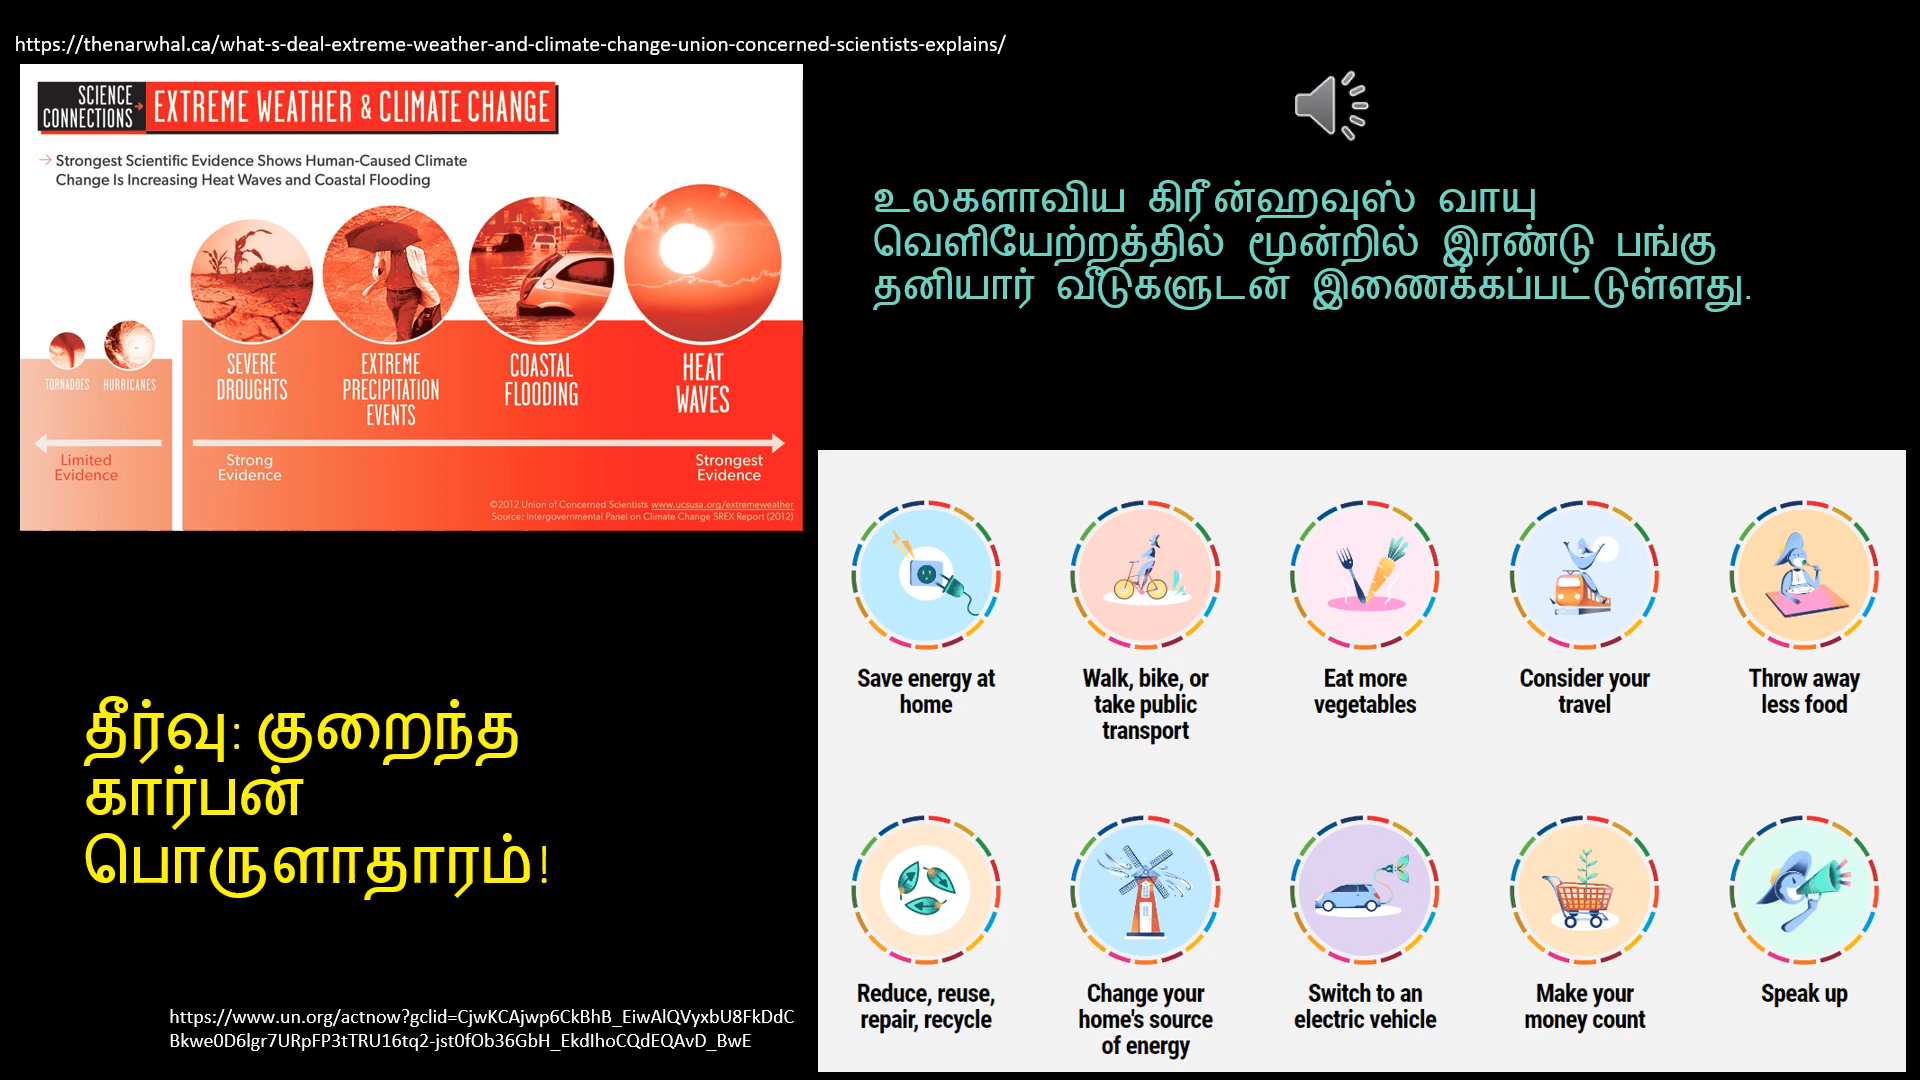 https://thenarwhal.ca/what-s-deal-extreme-weather-and-climate-change-union-concerned-scientists-explains/
SCIENCE
CONNECTIONS
EXTREME WEATHER & CLIMATE CHANGE
→ Strongest Scientific Evidence Shows Human-Caused Climate
Change Is Increasing Heat Waves and Coastal Flooding
TORNADOES
HURRICANES
SEVERE
DROUGHTS
EXTREME
PRECIPITATION
EVENTS
COASTAL
FLOODING
HEAT
WAVES
Limited
Evidence
Strong
Evidence
Strongest
Evidence
©2012 Union of Concerned Scientists www.ucsusa.org/extremeweather
Source: Intergovernmental Panel on Climate Change SREX Report (2012)
உலகளாவிய கிரீன்ஹவுஸ் வாயு
வெளியேற்றத்தில் மூன்றில் இரண்டு பங்கு
தனியார் வீடுகளுடன் இணைக்கப்பட்டுள்ளது.
தீர்வு: குறைந்த
கார்பன்
பொருளாதாரம்!
Save energy at
home
Walk, bike, or
take public
transport
Eat more
vegetables
Consider your
travel
Throw away
less food
Reduce, reuse,
repair, recycle
Change your
home's source
of energy
Switch to an
electric vehicle
Make your
money count
Speak up
https://www.un.org/actnow?gclid=CjwKCAjwp6CkBhB_EiwAlQVyxbU8FkDdC
Bkwe0D6lgr7URpFP3tTRU16tq2-jst0fOb36GbH_EkdlhoCQdEQAvD_BwE